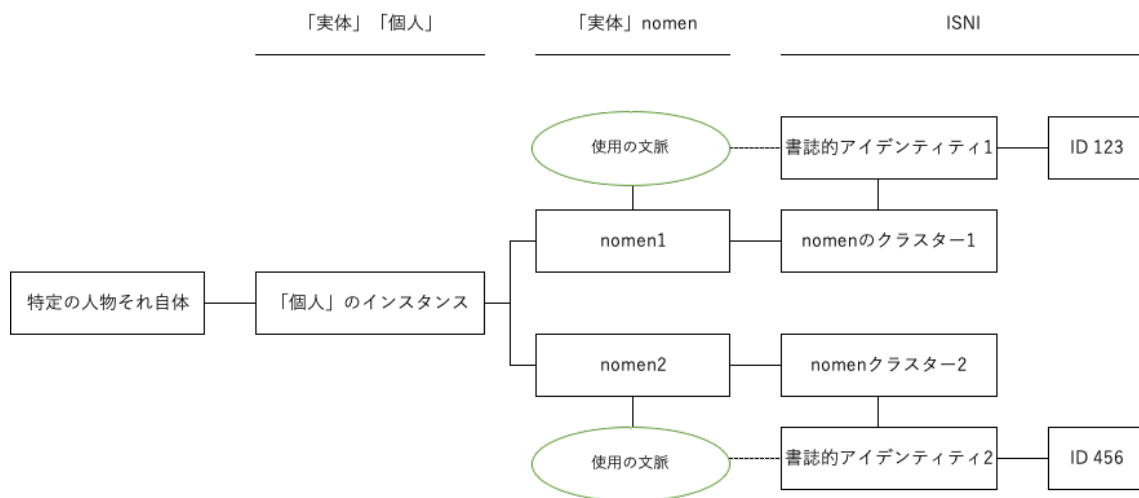 「実体」「個人」
「実体」nomen
ISNI
使用の文脈
書誌的アイデンティティ1
ID 123
nomen1
nomenのクラスター1
特定の人物それ自体
「個人」のインスタンス
nomen2
nomenクラスター2
使用の文脈
書誌的アイデンティティ2
ID 456